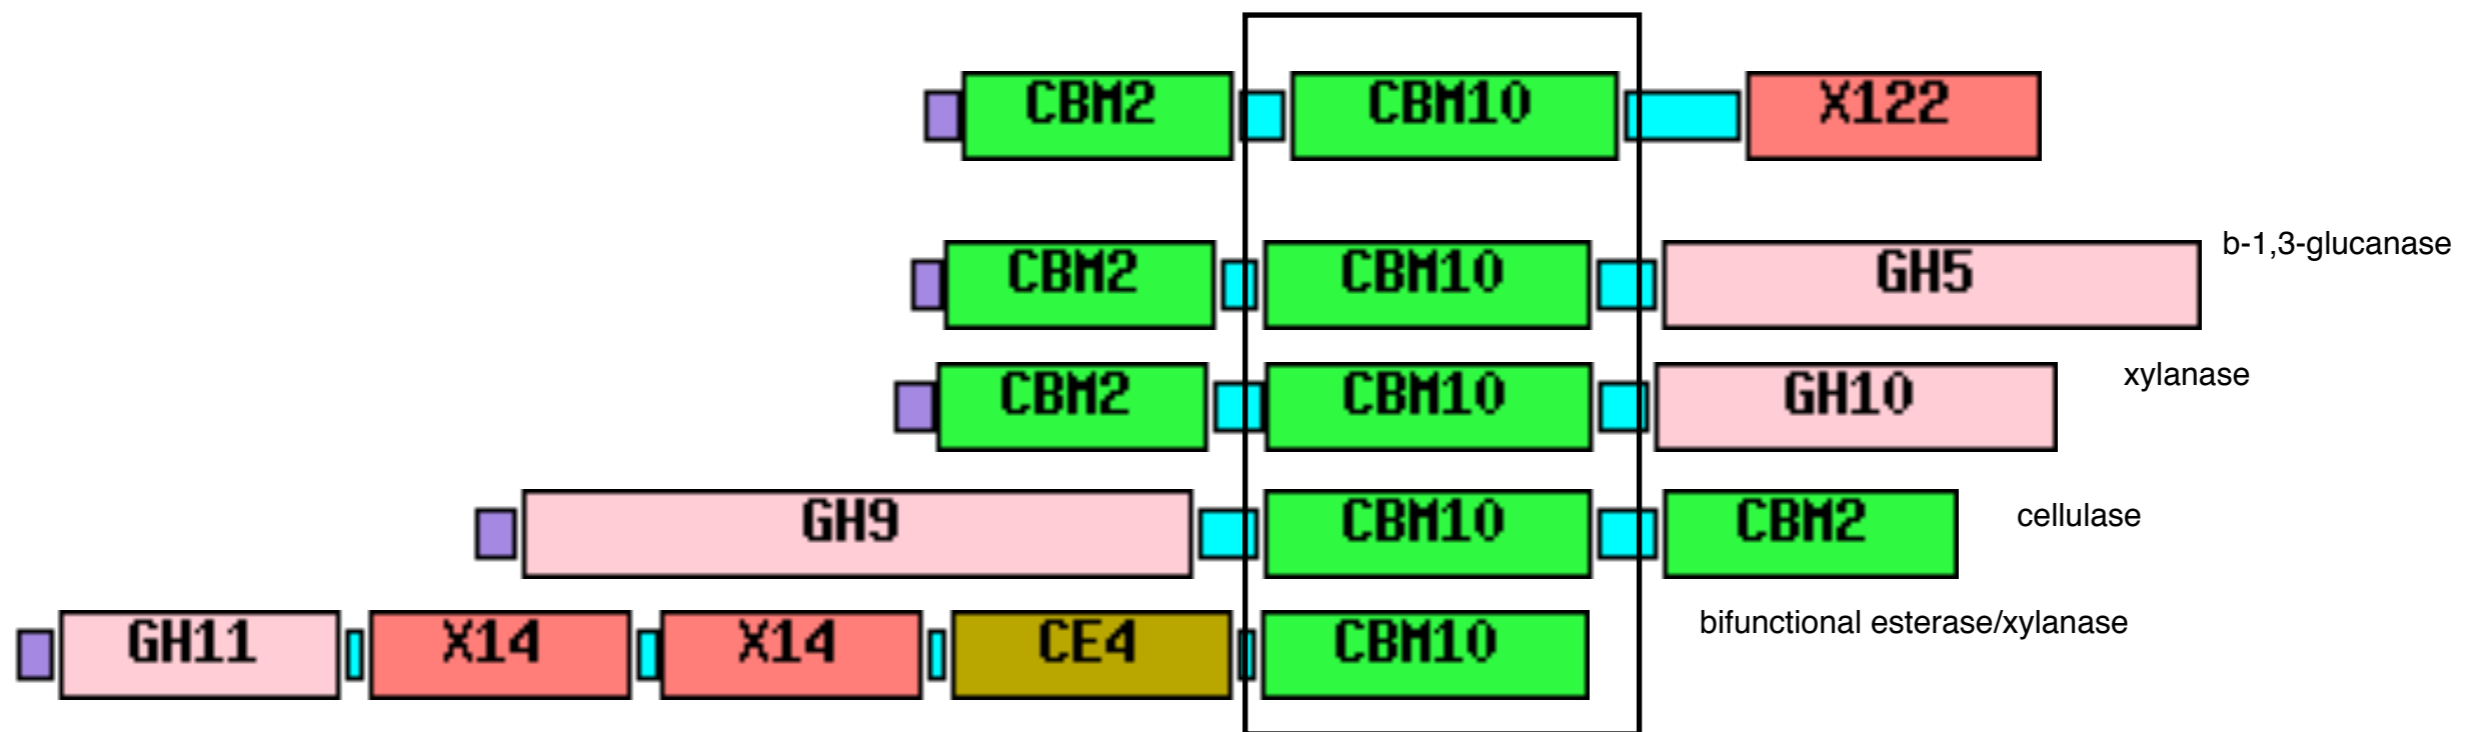 CBM2 CBM10 X122
b-1,3-glucanase
CBM2 CBM10 GH5
xylanase
CBM2 CBM10 GH10
GH9 CBM10 CBM2 cellulase
bifunctional esterase/xylanase
GH11 X14 X14 CE4 CBM10